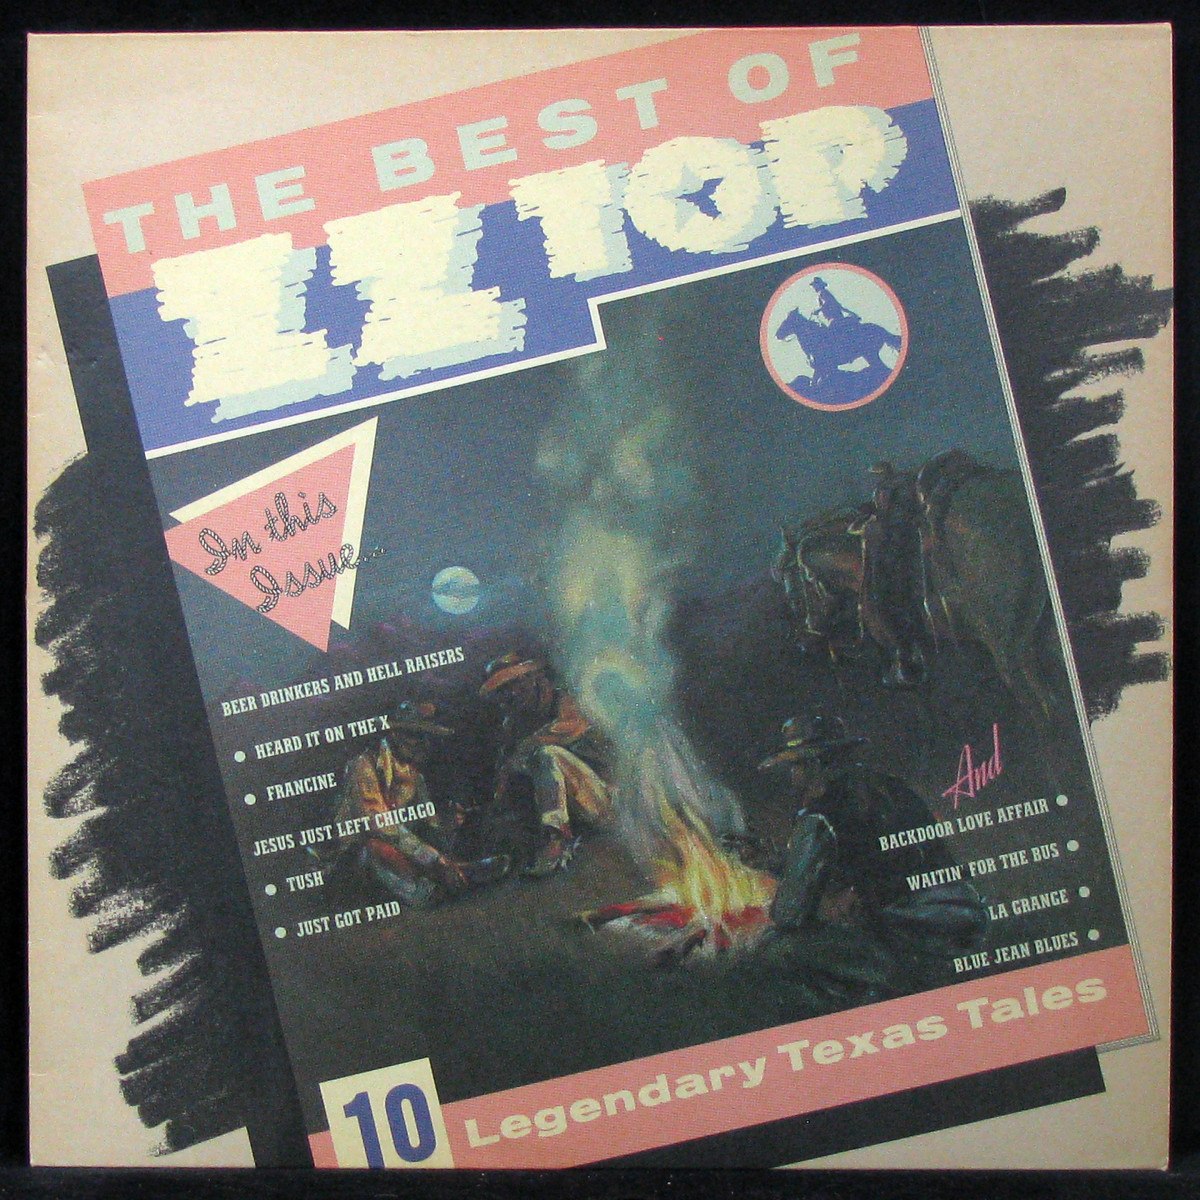 THE BEST OF
ZZ TOP
In this
Issue...
BEER DRINKERS AND HELL RAISERS
• HEARD IT ON THE X
• FRANCINE
JESUS JUST LEFT CHICAGO
• TUSH
• JUST GOT PAID
And
BACKDOOR LOVE AFFAIR •
WAITIN' FOR THE BUS •
LA GRANGE •
BLUE JEAN BLUES •
10 Legendary Texas Tales